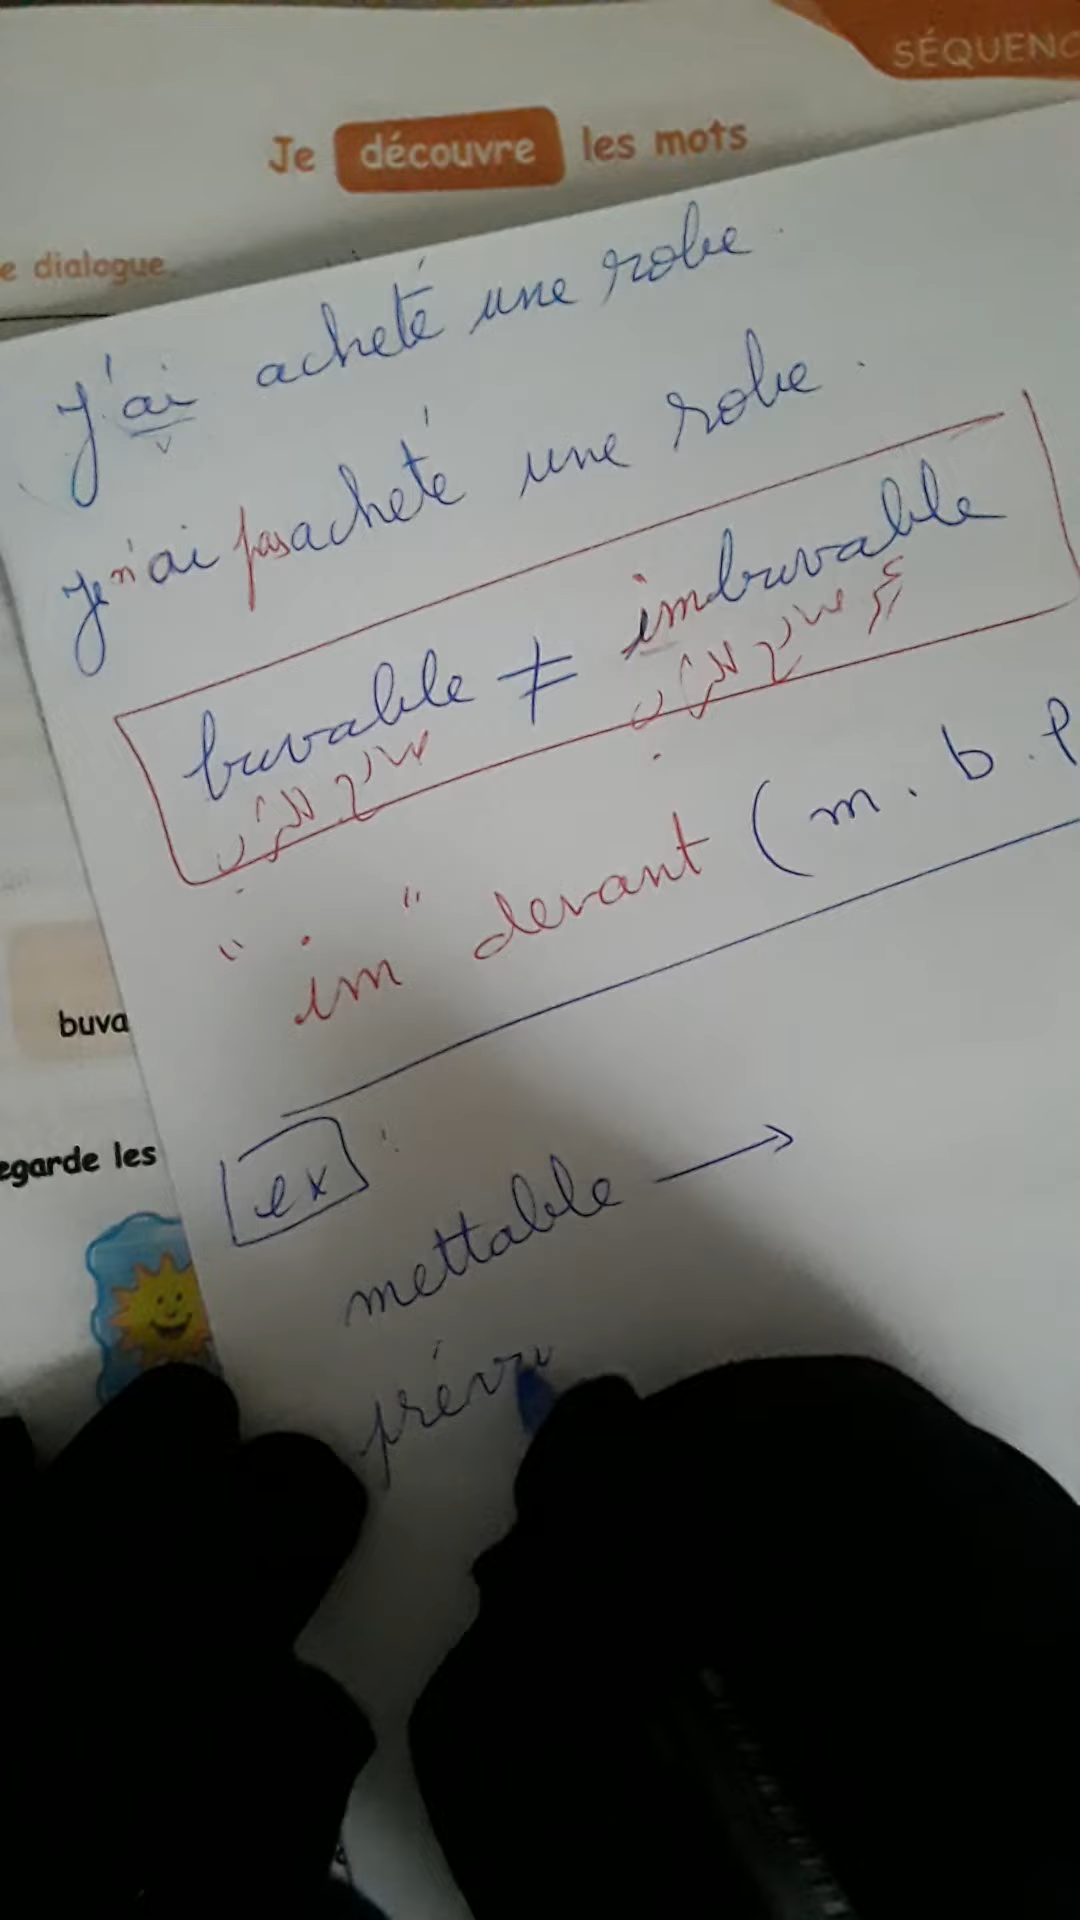 SÉQUENC
Je découvre les mots
e dialogue.
J'ai acheté une robe.
V
Je n'ai pas acheté une robe.
buvable ≠ imbuvable
"im" devant (m. b. p
buva
egarde les
ex :
mettable →
prévu